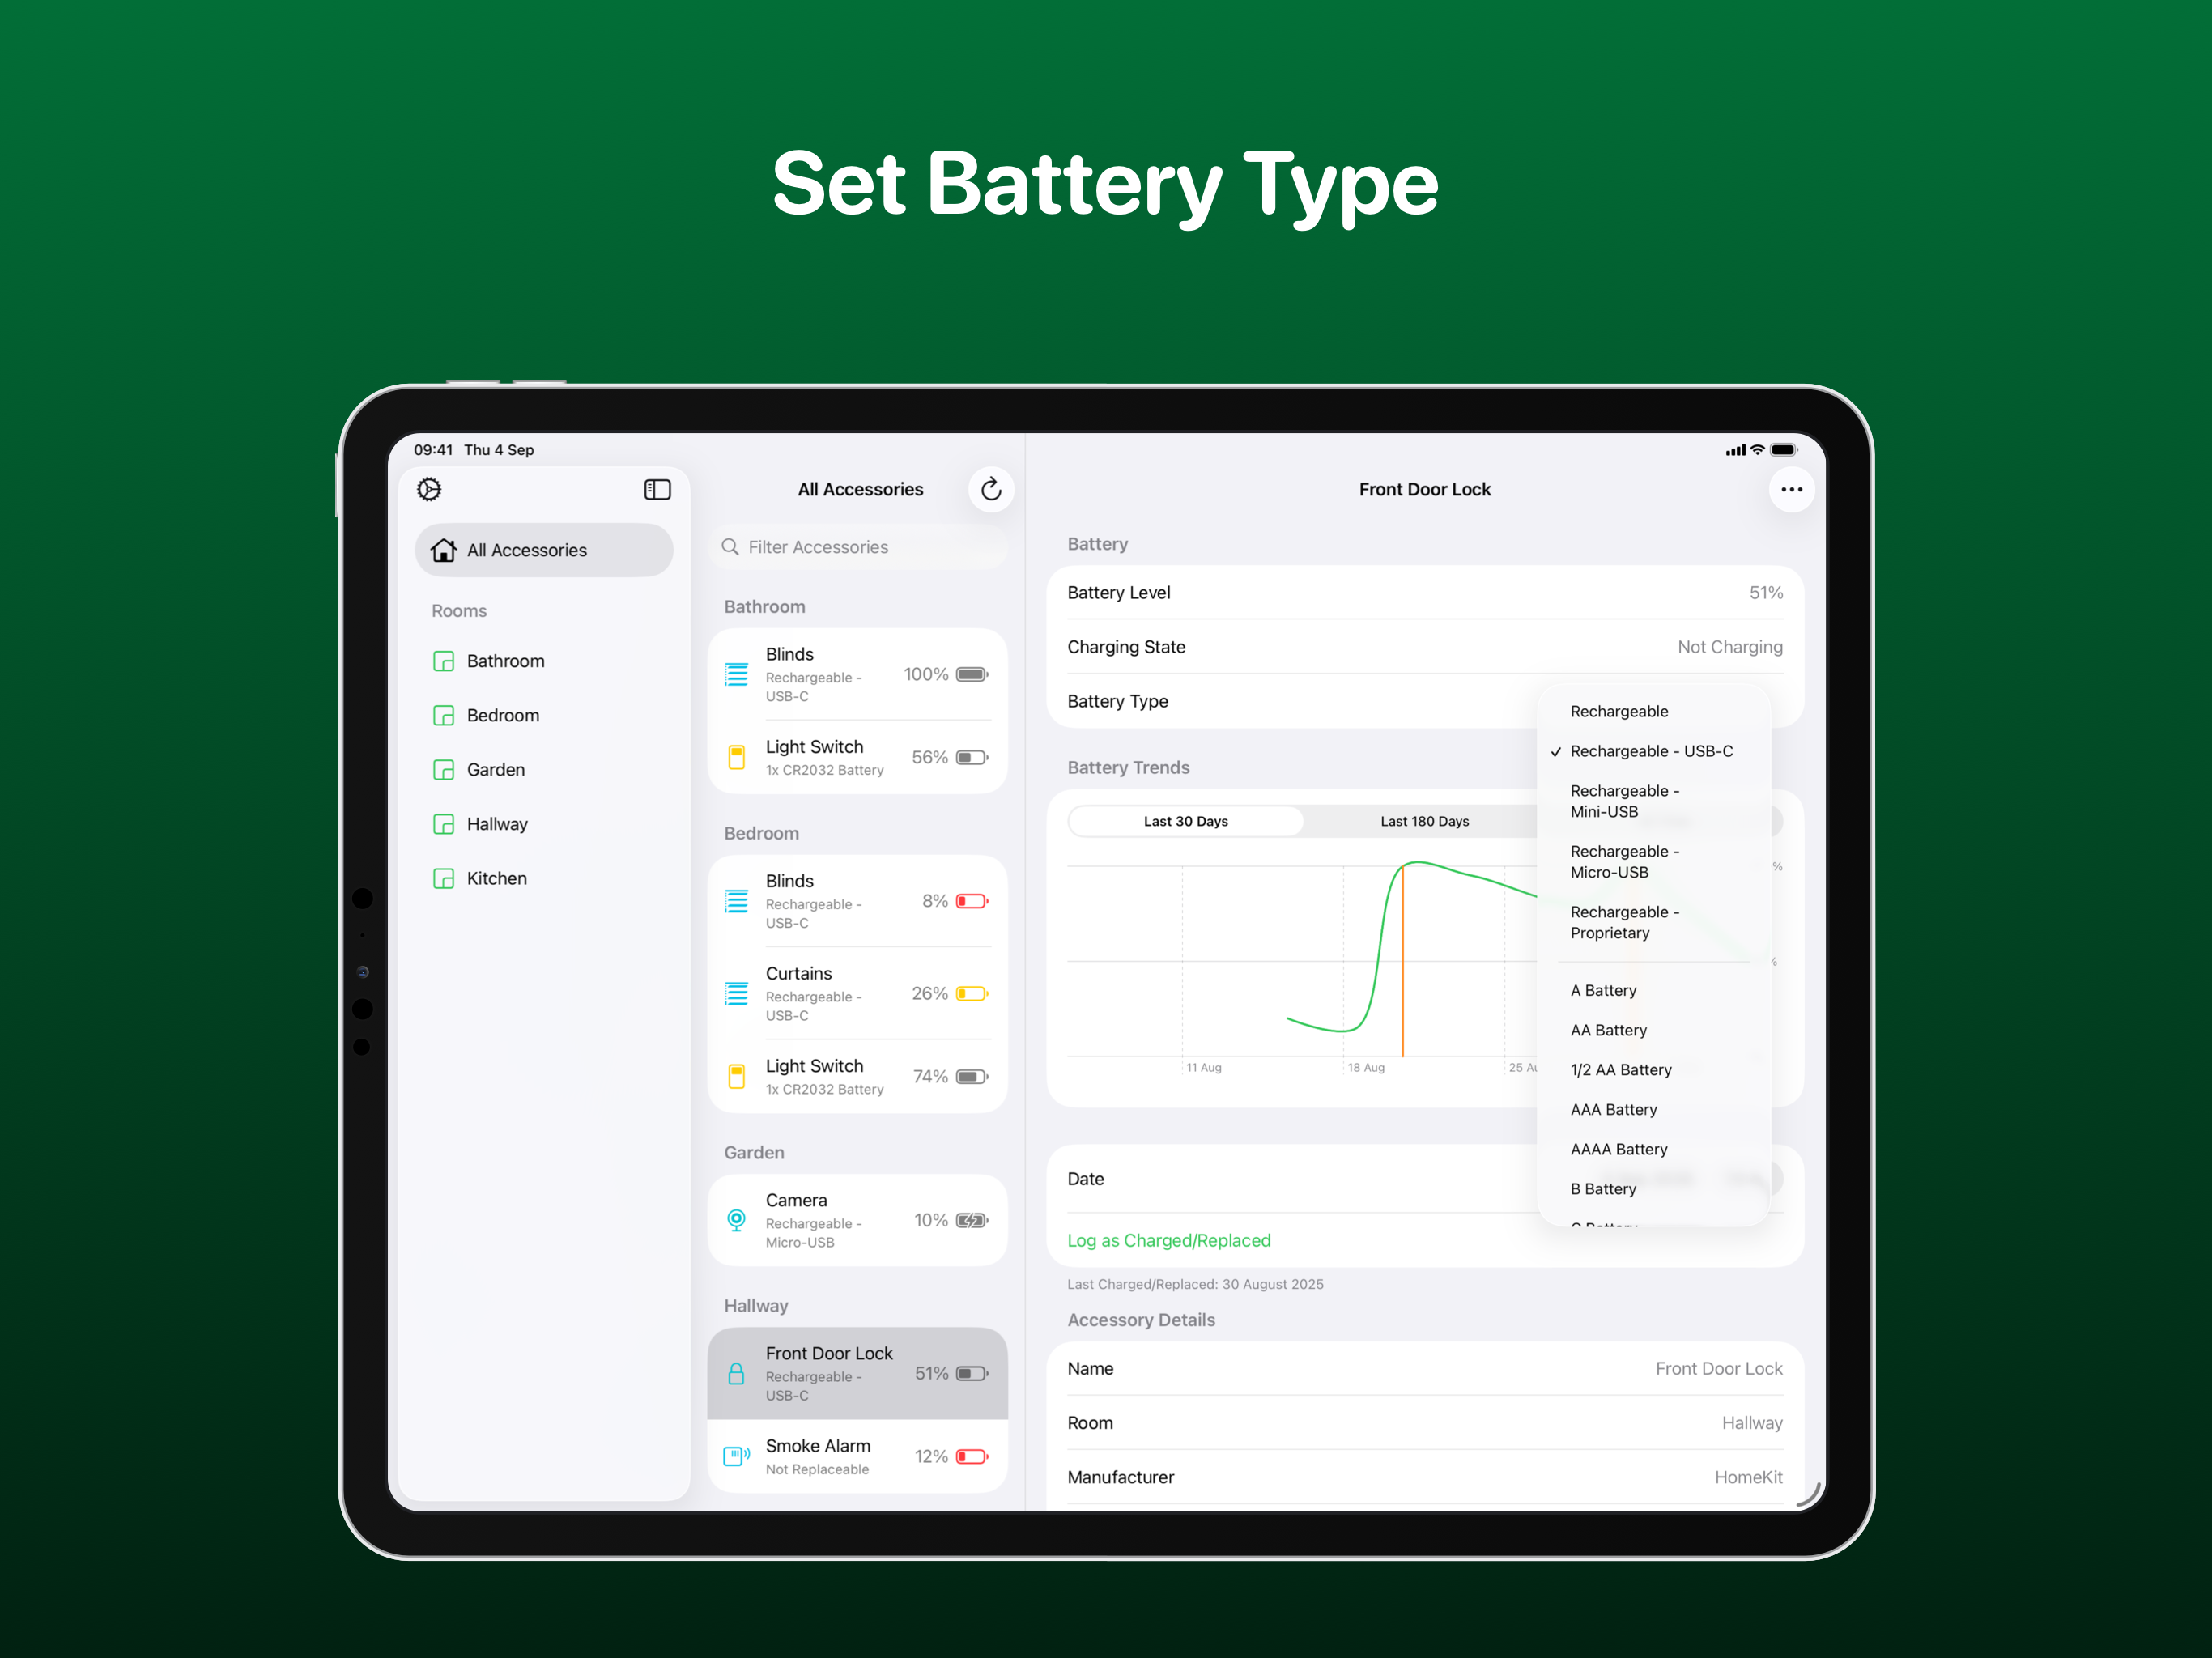 Set Battery Type
09:41 Thu 4 Sep
All Accessories
Rooms
Bathroom
Bedroom
Garden
Hallway
Kitchen
All Accessories
Filter Accessories
Bathroom
Blinds
Rechargeable -
USB-C
100%
Light Switch
1x CR2032 Battery
56%
Bedroom
Blinds
Rechargeable -
USB-C
8%
Curtains
Rechargeable -
USB-C
26%
Light Switch
1x CR2032 Battery
74%
Garden
Camera
Rechargeable -
Micro-USB
10%
Hallway
Front Door Lock
Rechargeable -
USB-C
51%
Smoke Alarm
Not Replaceable
12%
Front Door Lock
Battery
Battery Level 51%
Charging State Not Charging
Battery Type
Rechargeable
Rechargeable - USB-C
Rechargeable -
Mini-USB
Rechargeable -
Micro-USB
Rechargeable -
Proprietary
A Battery
AA Battery
1/2 AA Battery
AAA Battery
AAAA Battery
B Battery
Battery Trends
Last 30 Days Last 180 Days
%
%
11 Aug 18 Aug 25
Date
Log as Charged/Replaced
Last Charged/Replaced: 30 August 2025
Accessory Details
Name Front Door Lock
Room Hallway
Manufacturer HomeKit